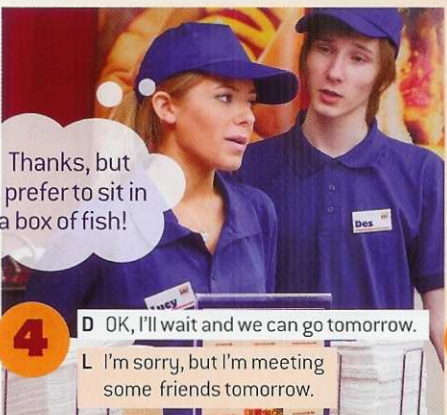 Thanks, but
prefer to sit in
a box of fish!
Des
Lucy
4
D OK, I'll wait and we can go tomorrow.
L I'm sorry, but I'm meeting
some friends tomorrow.